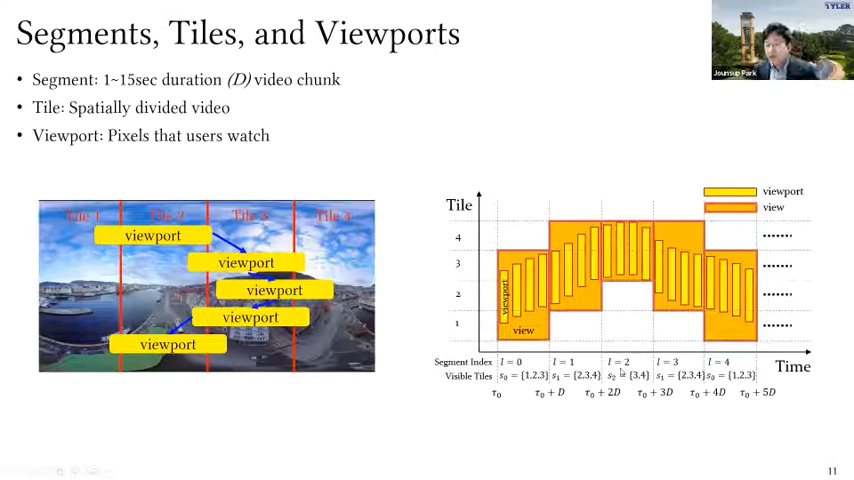 TYLER
Segments, Tiles, and Viewports
Jounsup Park
• Segment: 1~15sec duration (D) video chunk
• Tile: Spatially divided video
• Viewport: Pixels that users watch
Tile 1 Tile 2 Tile 3 Tile 4
viewport
viewport
viewport
viewport
viewport
viewport
view
Tile
4
3
2
1
viewport
view
Segment Index l = 0 l = 1 l = 2 l = 3 l = 4
Time
Visible Tiles s₀ = {1,2,3} s₁ = {2,3,4} s₂ = {3,4} s₁ = {2,3,4} s₀ = {1,2,3}
τ₀ τ₀ + D τ₀ + 2D τ₀ + 3D τ₀ + 4D τ₀ + 5D
11